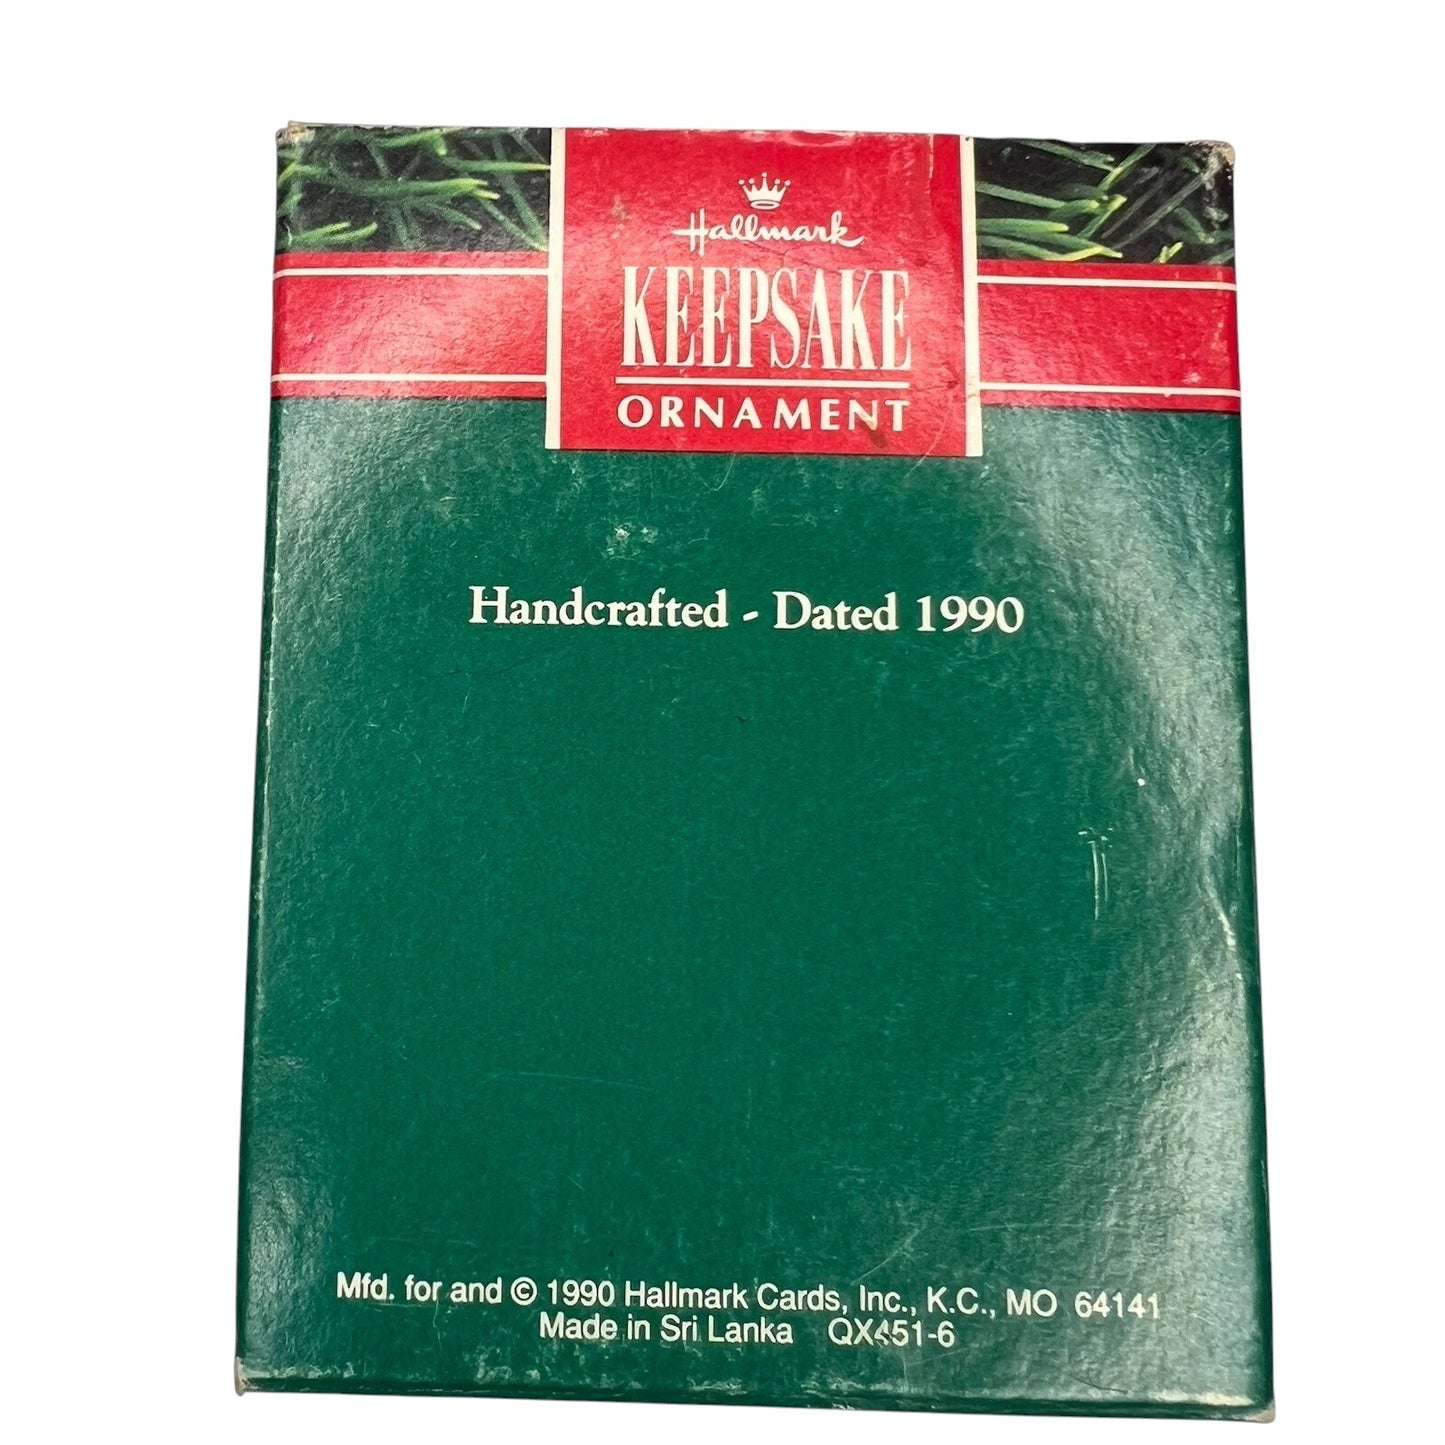 Hallmark
KEEPSAKE
ORNAMENT
Handcrafted - Dated 1990
Mfd. for and © 1990 Hallmark Cards, Inc., K.C., MO 64141
Made in Sri Lanka QX451-6